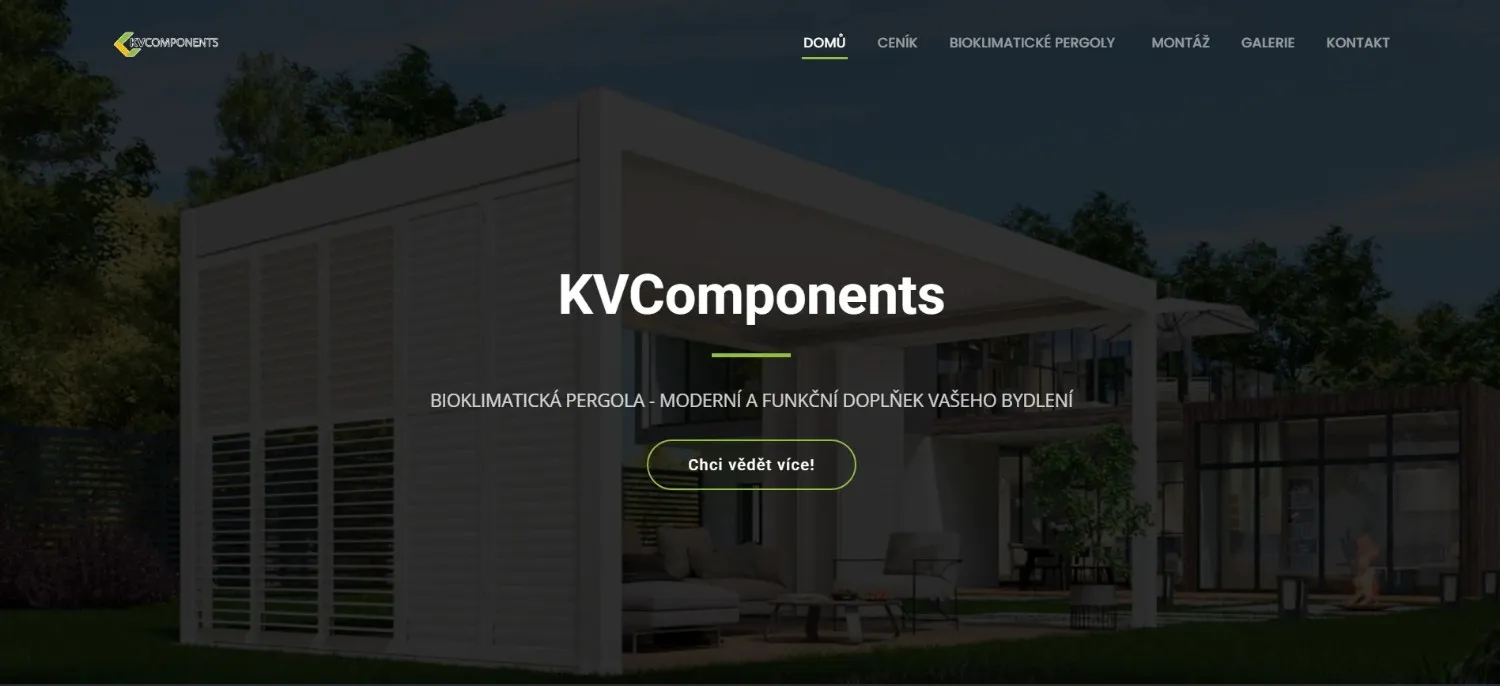 KVCOMPONENTS
DOMŮ CENÍK BIOKLIMATICKÉ PERGOLY MONTÁŽ GALERIE KONTAKT
KVComponents
BIOKLIMATICKÁ PERGOLA - MODERNÍ A FUNKČNÍ DOPLŇEK VAŠEHO BYDLENÍ
Chci vědět více!